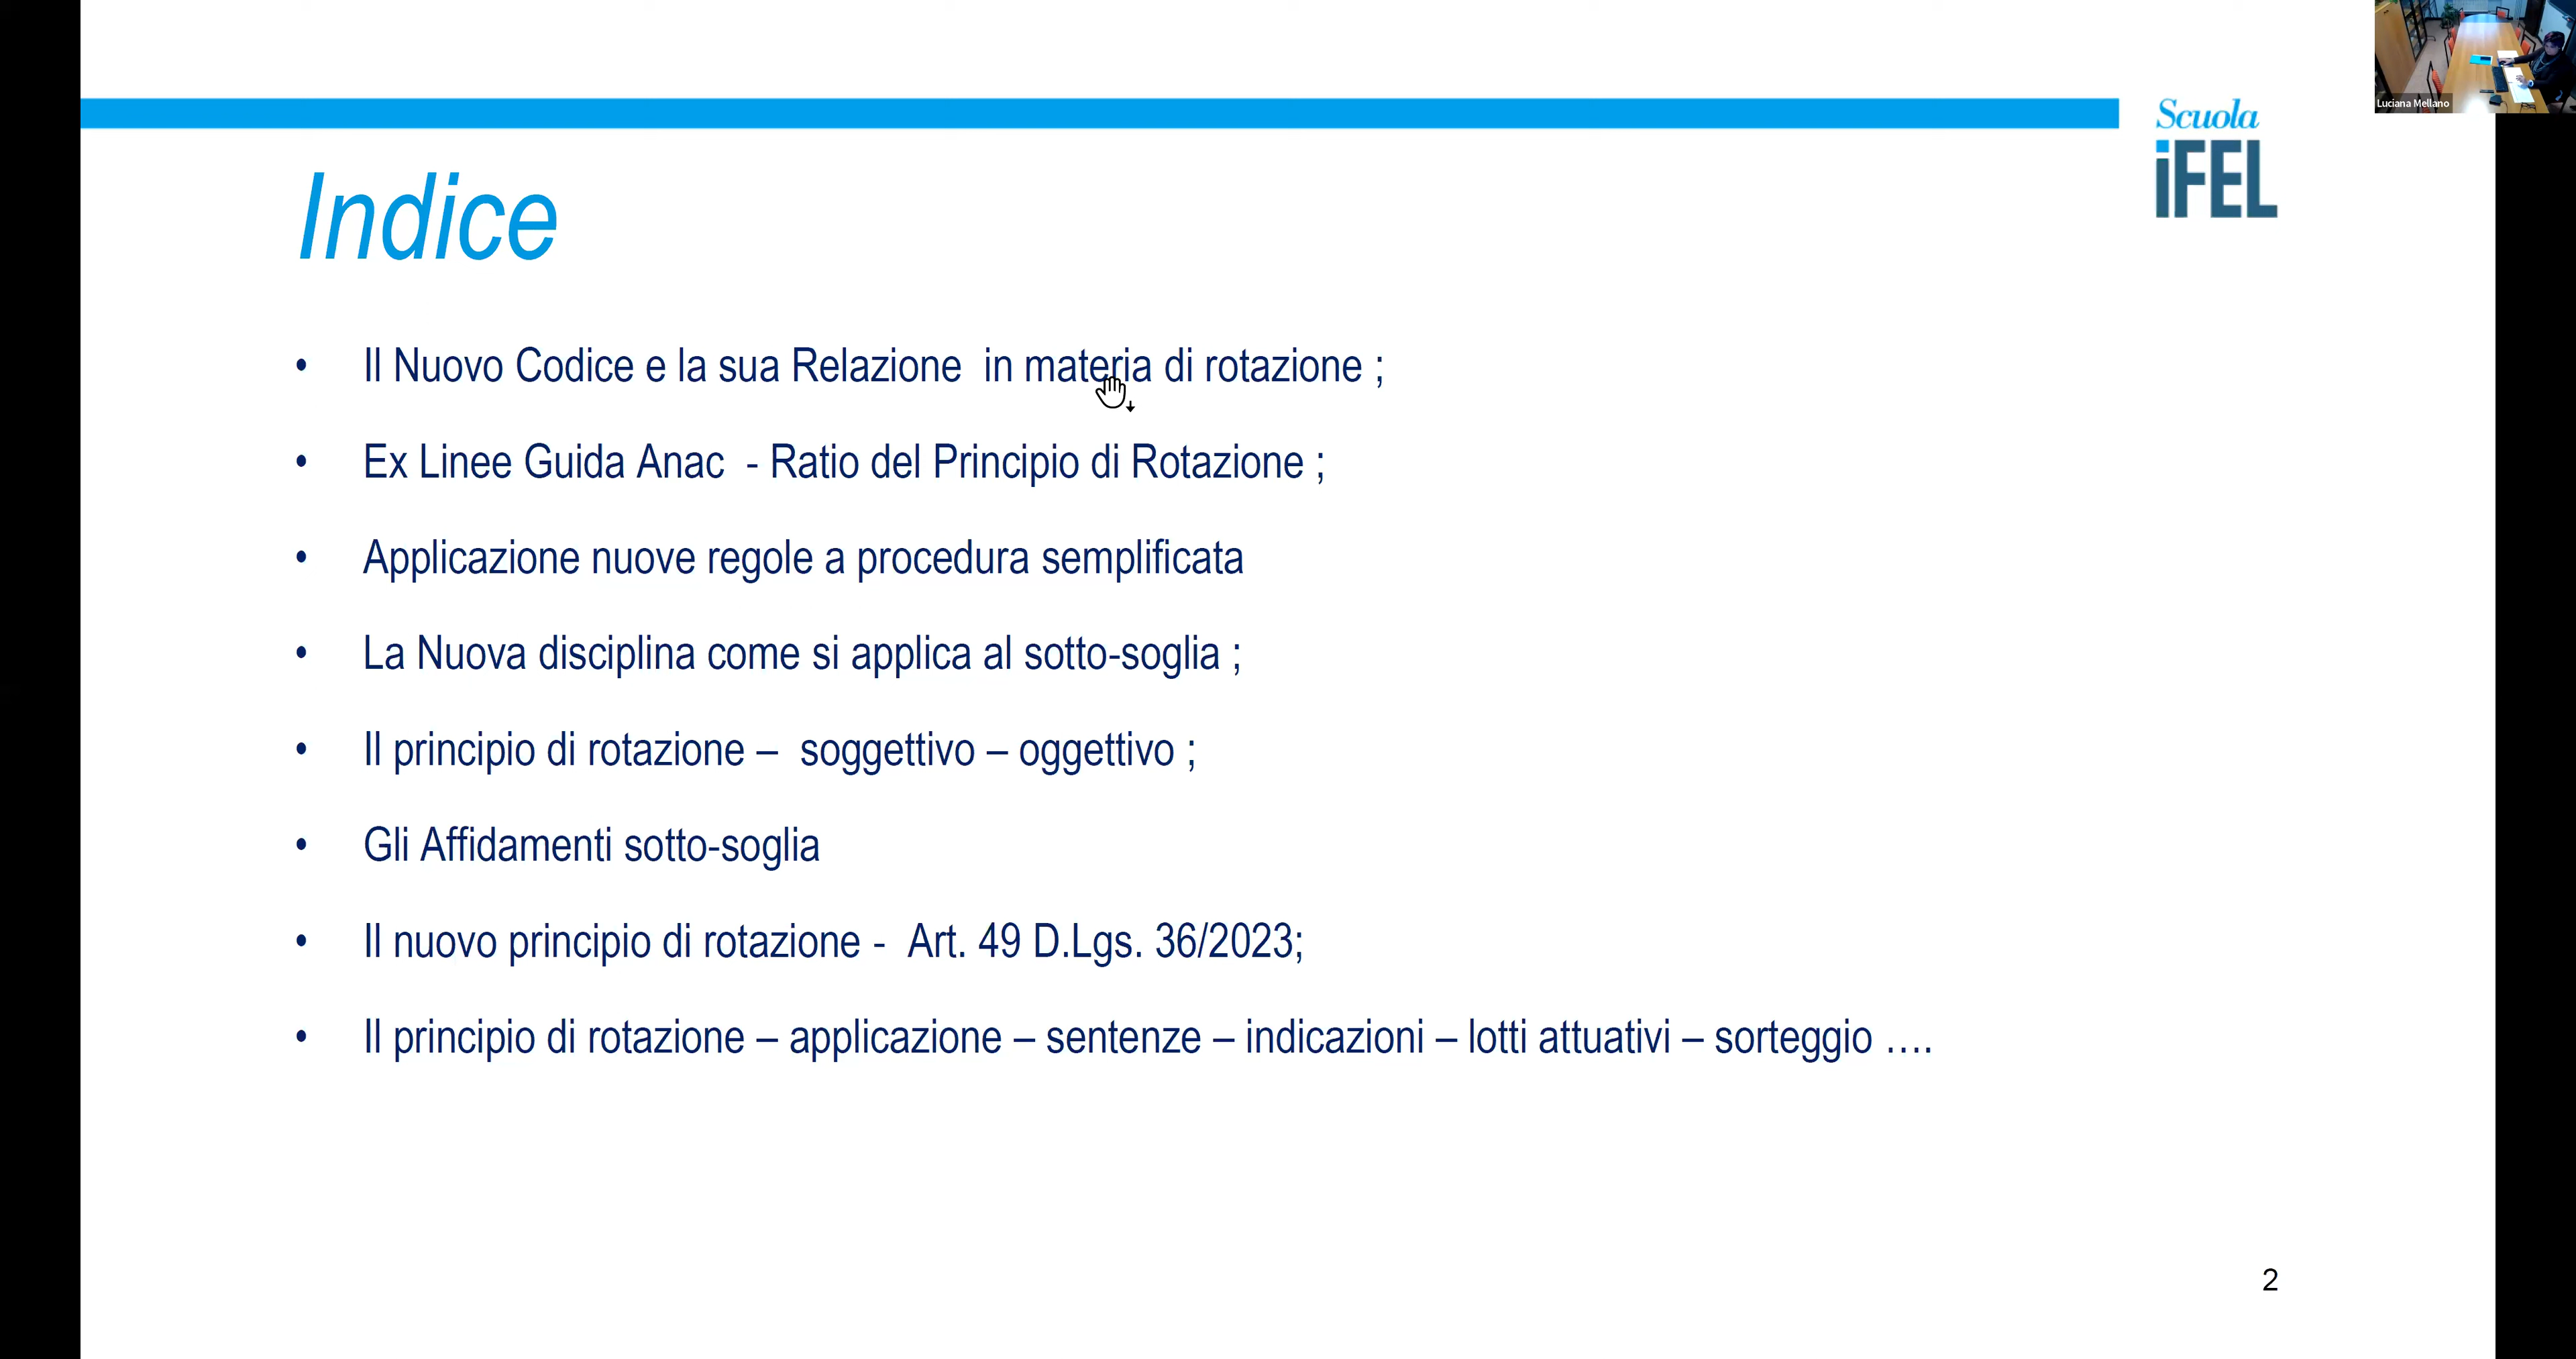 Luciana Mellano
Scuola
iFEL
Indice
• Il Nuovo Codice e la sua Relazione in materia di rotazione ;
• Ex Linee Guida Anac - Ratio del Principio di Rotazione ;
• Applicazione nuove regole a procedura semplificata
• La Nuova disciplina come si applica al sotto-soglia ;
• Il principio di rotazione – soggettivo – oggettivo ;
• Gli Affidamenti sotto-soglia
• Il nuovo principio di rotazione - Art. 49 D.Lgs. 36/2023;
• Il principio di rotazione – applicazione – sentenze – indicazioni – lotti attuativi – sorteggio ….
2